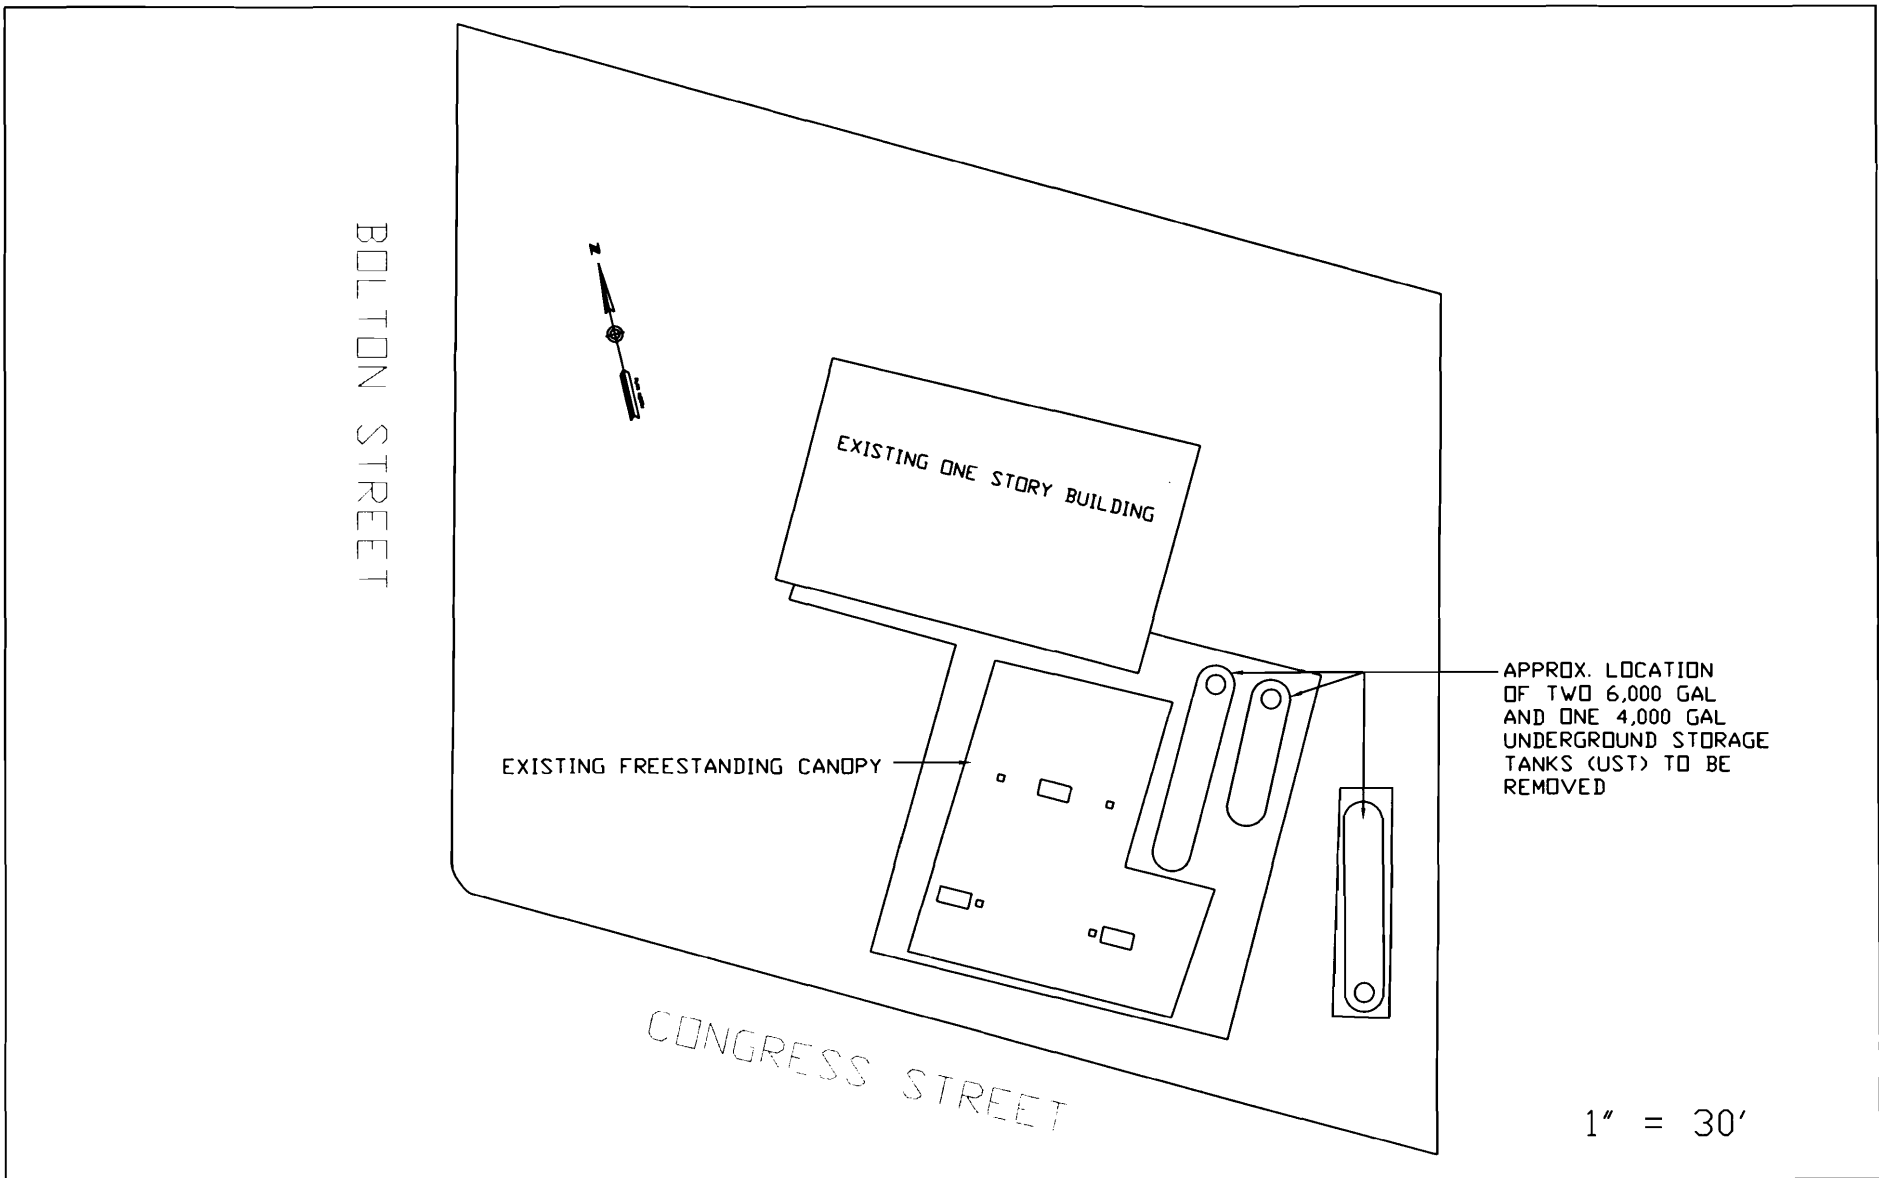 BOLTON STREET
N
EXISTING ONE STORY BUILDING
APPROX. LOCATION
OF TWO 6,000 GAL
AND ONE 4,000 GAL
UNDERGROUND STORAGE
TANKS (UST) TO BE
REMOVED
EXISTING FREESTANDING CANOPY
CONGRESS STREET
1" = 30'